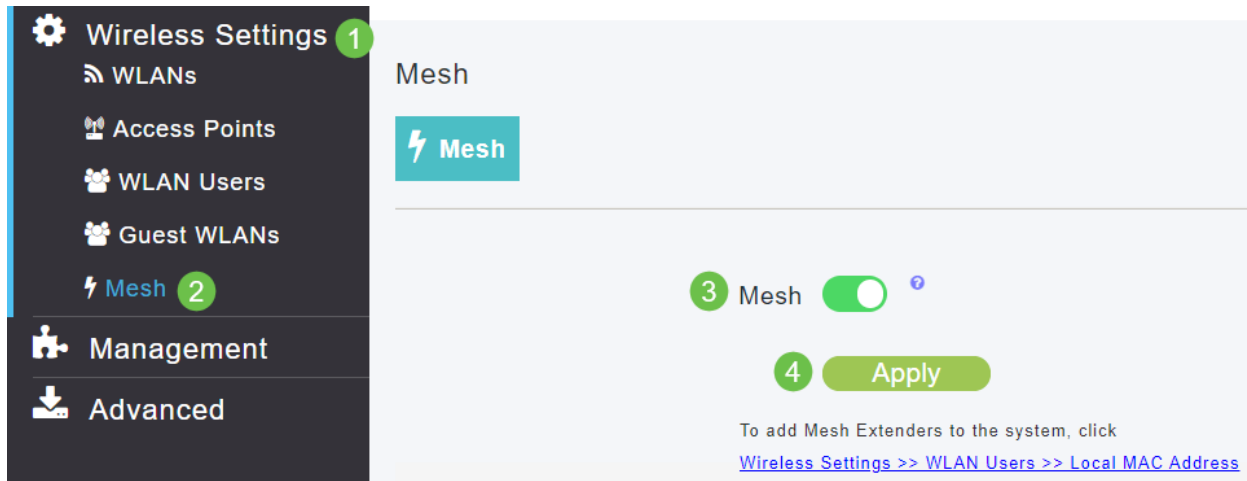 Wireless Settings 1
WLANs
Access Points
WLAN Users
Guest WLANs
Mesh 2
Management
Advanced
Mesh
Mesh
3 Mesh ?
4 Apply
To add Mesh Extenders to the system, click
Wireless Settings >> WLAN Users >> Local MAC Address